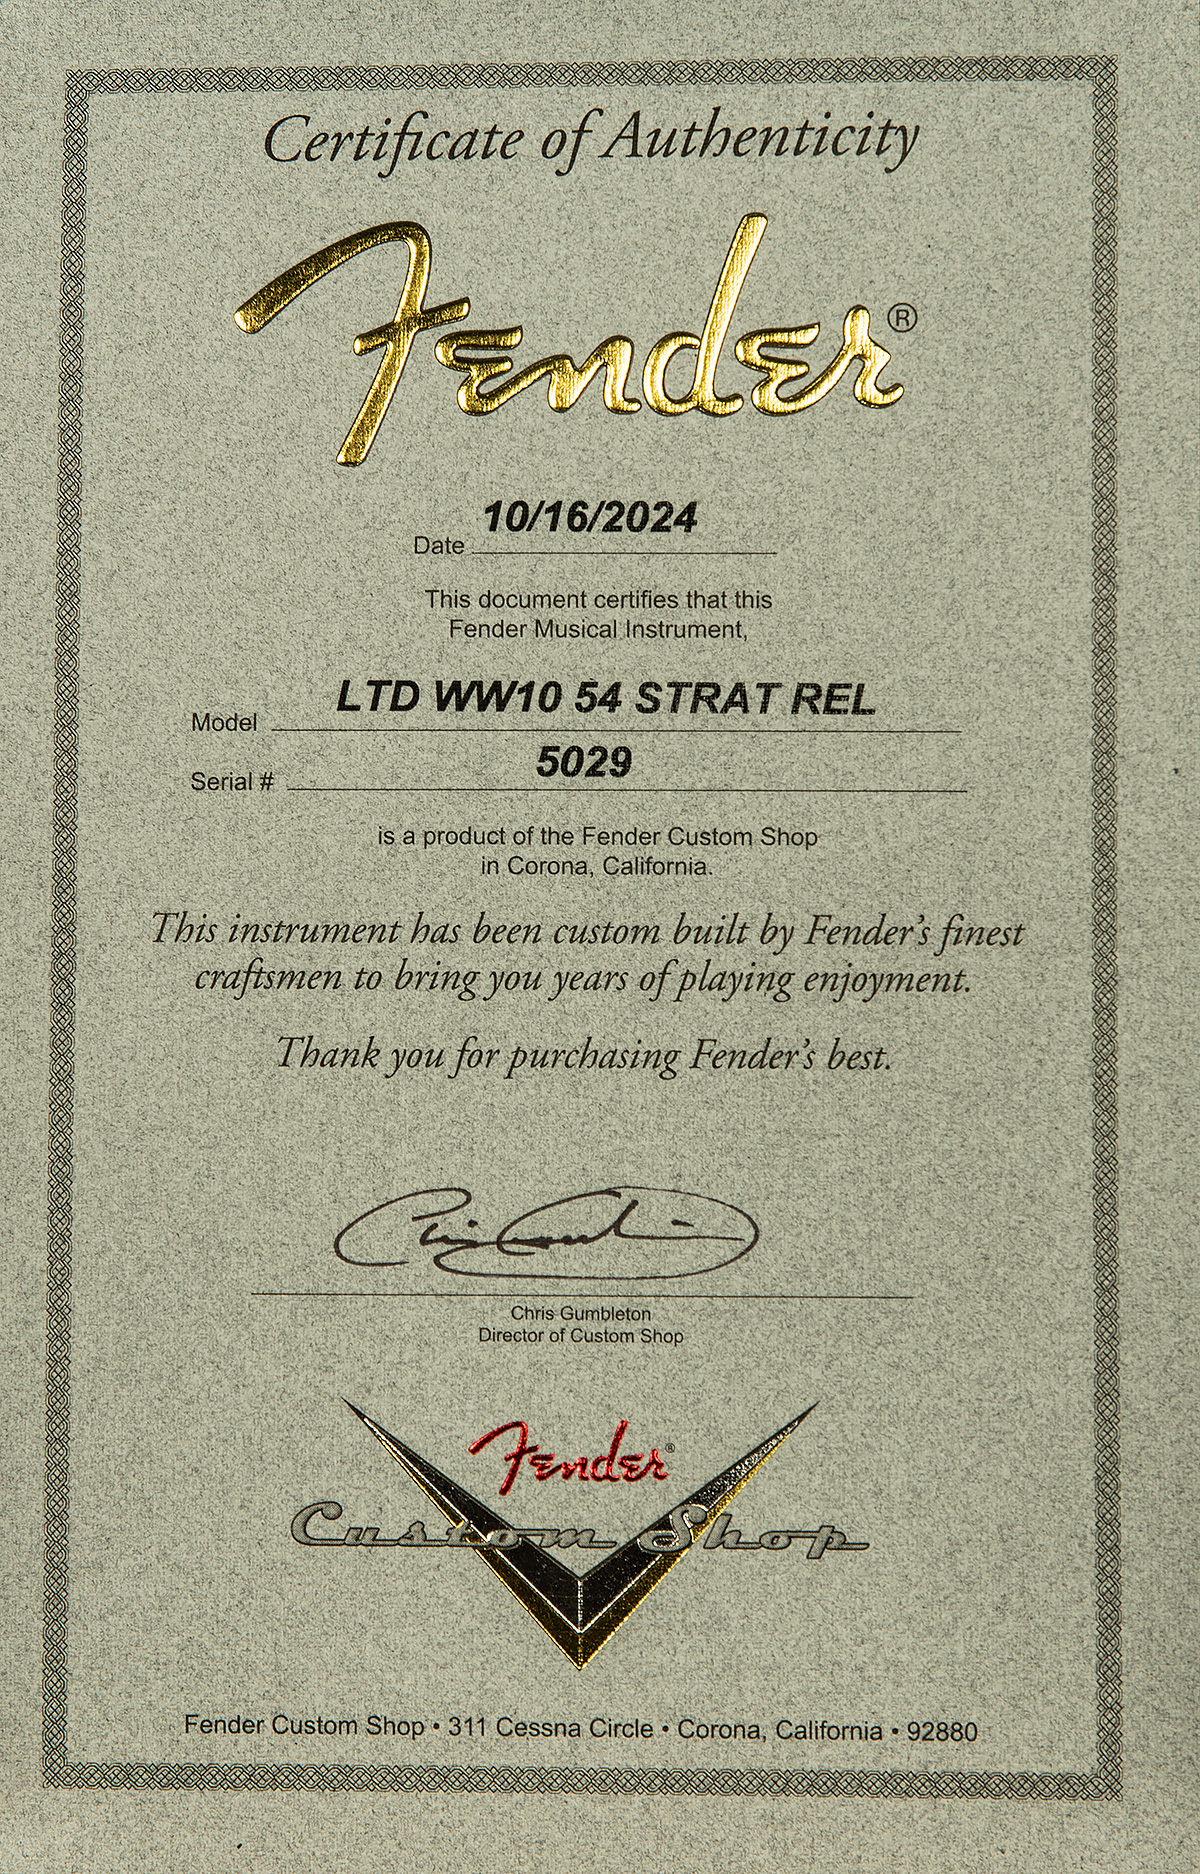 Certificate of Authenticity
Fender®
10/16/2024
Date
This document certifies that this
Fender Musical Instrument,
LTD WW10 54 STRAT REL
Model
5029
Serial #
is a product of the Fender Custom Shop
in Corona, California.
This instrument has been custom built by Fender's finest
craftsmen to bring you years of playing enjoyment.
Thank you for purchasing Fender's best.
Chris Gumbleton
Director of Custom Shop
Fender®
Custom Shop
Fender Custom Shop • 311 Cessna Circle • Corona, California • 92880